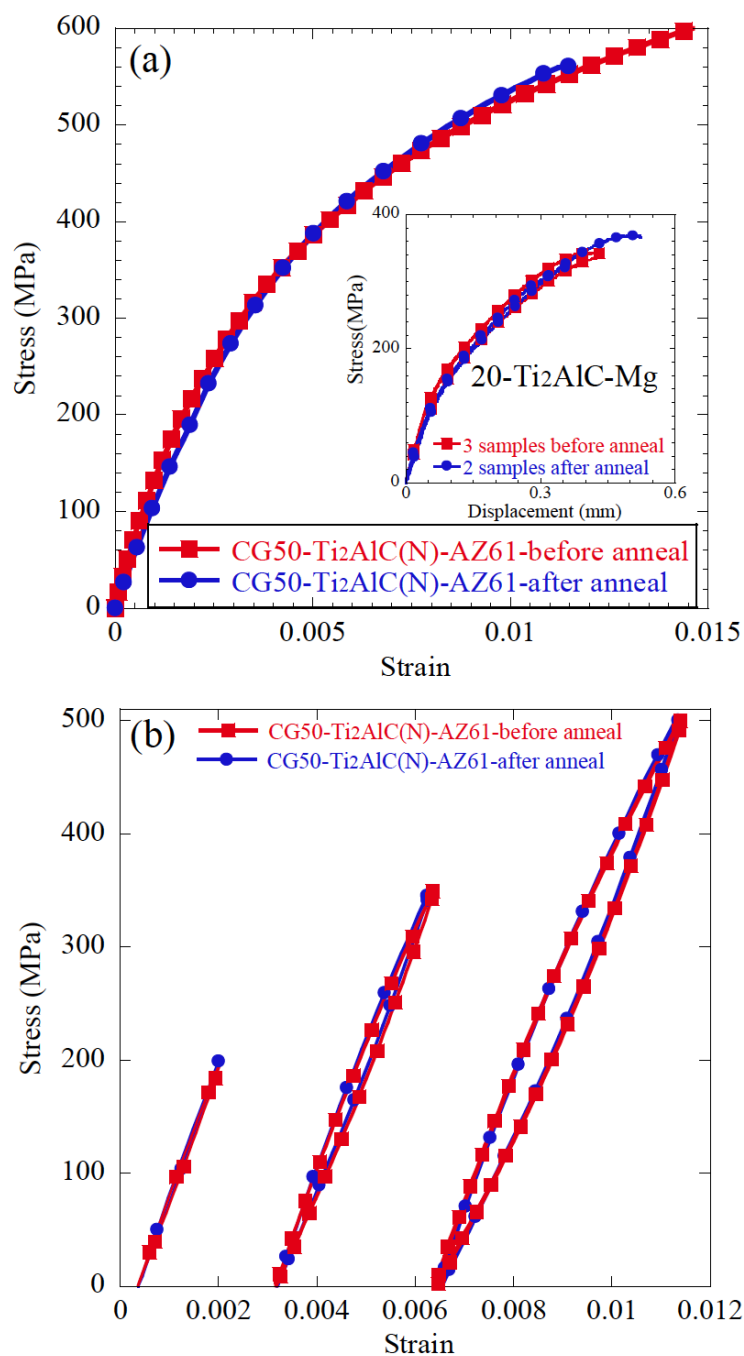 600
(a)
500
400
300
200
100
0
Stress (MPa)
400
200
0
Stress(MPa)
20-Ti2AlC-Mg
3 samples before anneal
2 samples after anneal
0 0.3 0.6
Displacement (mm)
CG50-Ti2AlC(N)-AZ61-before anneal
CG50-Ti2AlC(N)-AZ61-after anneal
0 0.005 0.01 0.015
Strain
500
(b)
CG50-Ti2AlC(N)-AZ61-before anneal
CG50-Ti2AlC(N)-AZ61-after anneal
400
300
200
100
0
Stress (MPa)
0 0.002 0.004 0.006 0.008 0.01 0.012
Strain